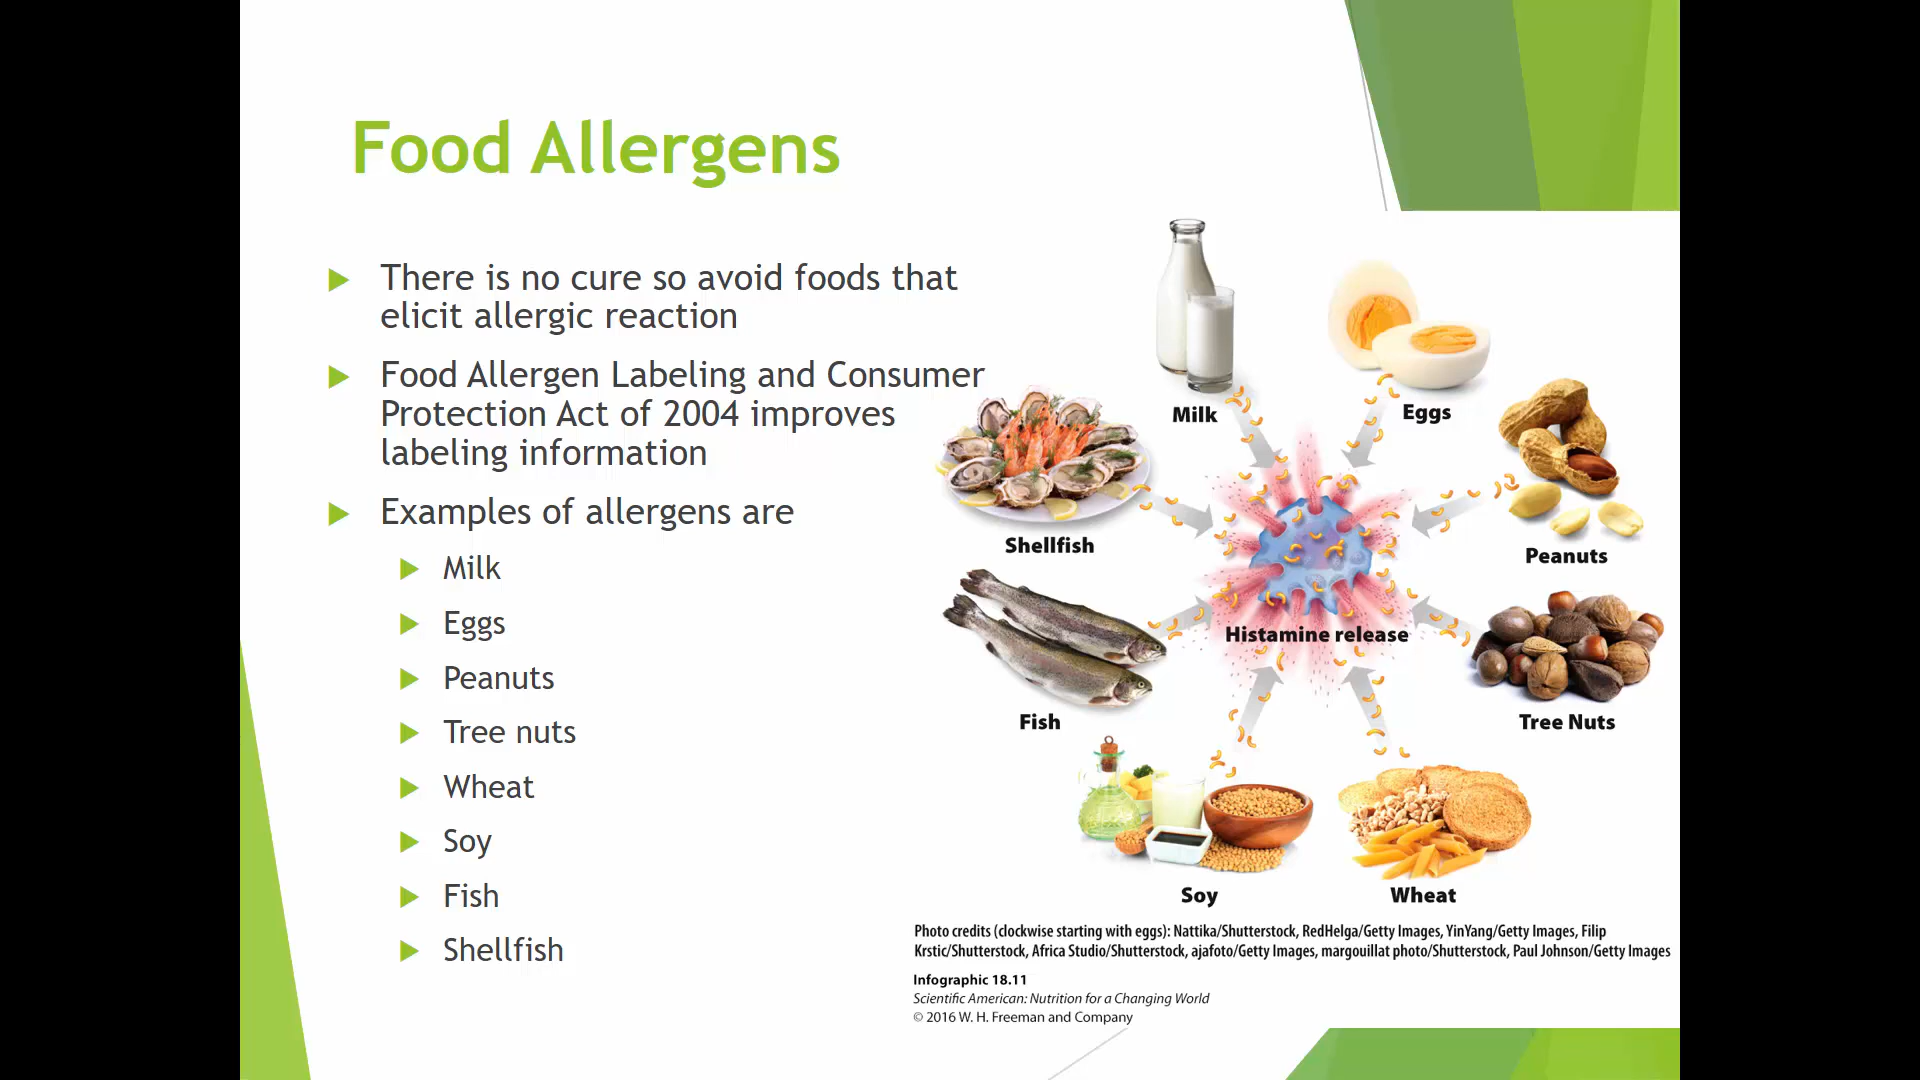 Food Allergens
There is no cure so avoid foods that
elicit allergic reaction
Food Allergen Labeling and Consumer
Protection Act of 2004 improves
labeling information
Examples of allergens are
Milk
Eggs
Peanuts
Tree nuts
Wheat
Soy
Fish
Shellfish
Milk
Eggs
Shellfish
Peanuts
Histamine release
Fish
Tree Nuts
Soy
Wheat
Photo credits (clockwise starting with eggs): Nattika/Shutterstock, RedHelga/Getty Images, YinYang/Getty Images, Filip
Krstic/Shutterstock, Africa Studio/Shutterstock, ajafoto/Getty Images, margouillat photo/Shutterstock, Paul Johnson/Getty Images
Infographic 18.11
Scientific American: Nutrition for a Changing World
© 2016 W. H. Freeman and Company